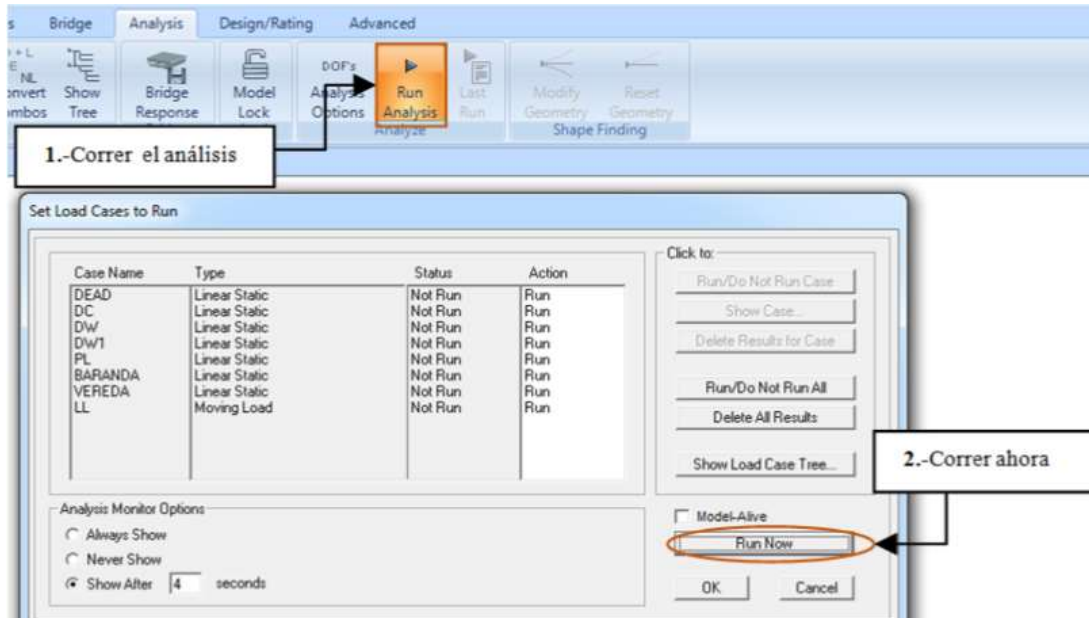 s Bridge Analysis Design/Rating Advanced
+ L
E
NL
onvert
ombos
Show
Tree
Bridge
Response
Model
Lock
DOF's
Analysis
Options
Run
Analysis
Last
Run
Modify
Geometry
Reset
Geometry
Analyze
Shape Finding
1.-Correr el análisis
Set Load Cases to Run
Case Name Type Status Action
DEAD Linear Static Not Run Run
DC Linear Static Not Run Run
DW Linear Static Not Run Run
DW1 Linear Static Not Run Run
PL Linear Static Not Run Run
BARANDA Linear Static Not Run Run
VEREDA Linear Static Not Run Run
LL Moving Load Not Run Run
Click to:
Run/Do Not Run Case
Show Case...
Delete Results for Case
Run/Do Not Run All
Delete All Results
Show Load Case Tree...
2.-Correr ahora
Analysis Monitor Options
Always Show
Never Show
Show After 4 seconds
Model-Alive
Run Now
OK Cancel